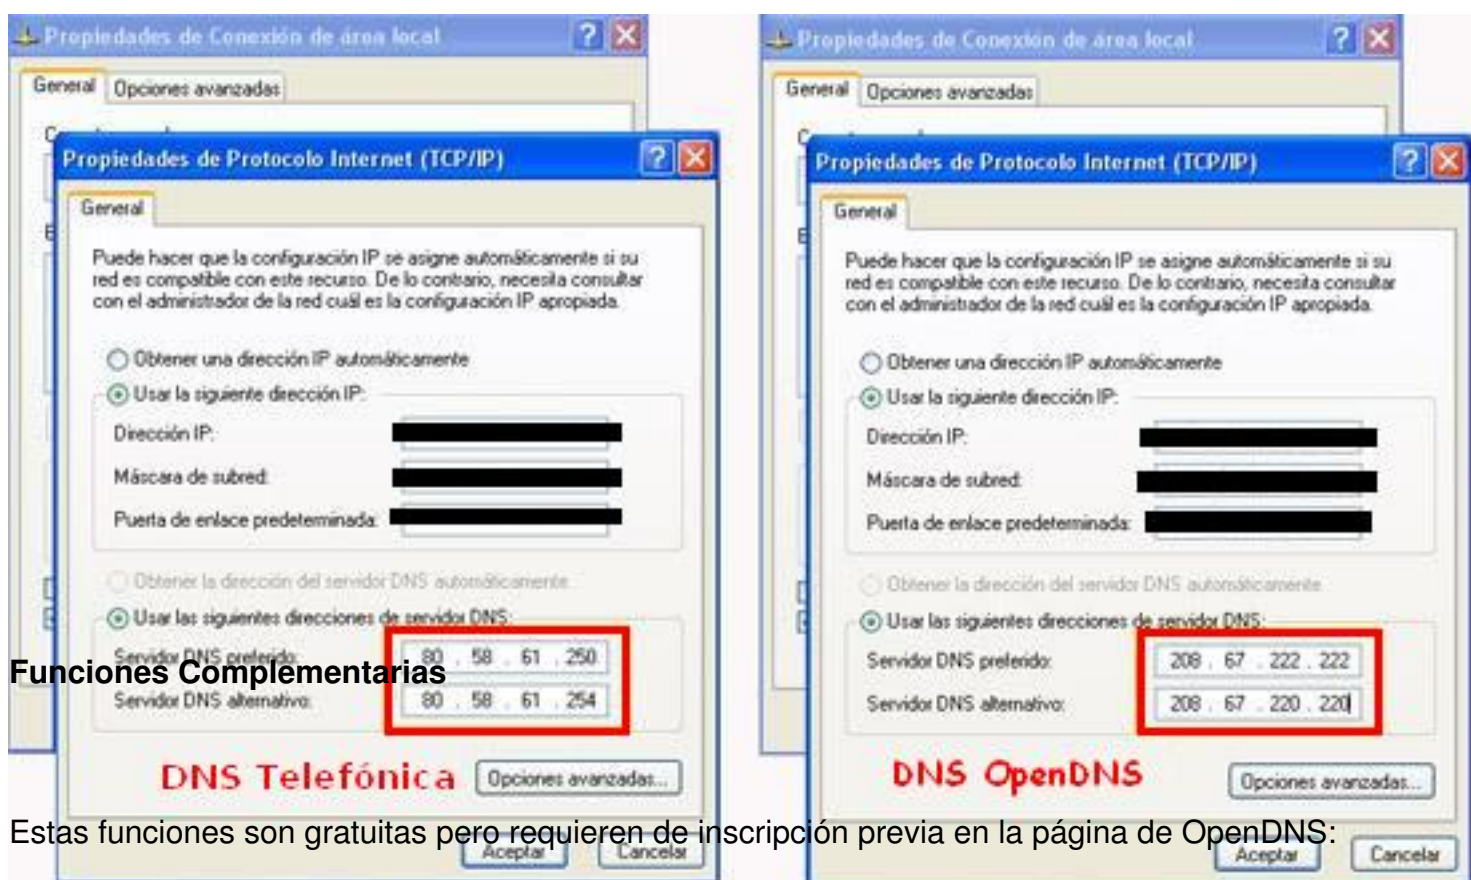 Propiedades de Conexión de área local
General
Opciones avanzadas
Propiedades de Protocolo Internet (TCP/IP)
General
Puede hacer que la configuración IP se asigne automáticamente si su
red es compatible con este recurso. De lo contrario, necesita consultar
con el administrador de la red cuál es la configuración IP apropiada.
Obtener una dirección IP automáticamente
Usar la siguiente dirección IP:
Dirección IP:
Máscara de subred:
Puerta de enlace predeterminada:
Obtener la dirección del servidor DNS automáticamente
Usar las siguientes direcciones de servidor DNS:
Servidor DNS preferido: 80 . 58 . 61 . 250
Servidor DNS alternativo: 80 . 58 . 61 . 254
DNS Telefónica
Opciones avanzadas...
Aceptar
Cancelar
Propiedades de Conexión de área local
General
Opciones avanzadas
Propiedades de Protocolo Internet (TCP/IP)
General
Puede hacer que la configuración IP se asigne automáticamente si su
red es compatible con este recurso. De lo contrario, necesita consultar
con el administrador de la red cuál es la configuración IP apropiada.
Obtener una dirección IP automáticamente
Usar la siguiente dirección IP:
Dirección IP:
Máscara de subred:
Puerta de enlace predeterminada:
Obtener la dirección del servidor DNS automáticamente
Usar las siguientes direcciones de servidor DNS:
Servidor DNS preferido: 208 . 67 . 222 . 222
Servidor DNS alternativo: 208 . 67 . 220 . 220
DNS OpenDNS
Opciones avanzadas...
Aceptar
Cancelar
Funciones Complementarias
Estas funciones son gratuitas pero requieren de inscripción previa en la página de OpenDNS: